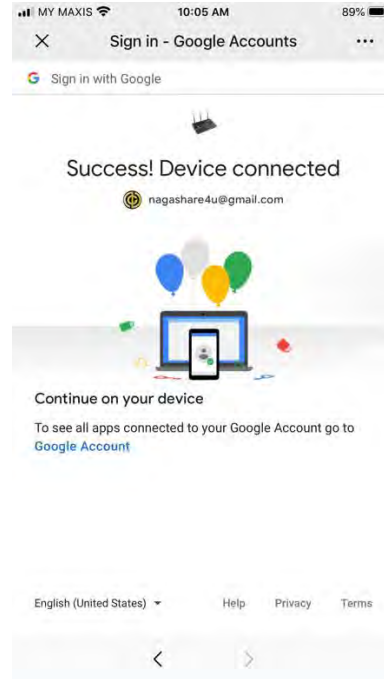 MY MAXIS 10:05 AM 89%
Sign in - Google Accounts
Sign in with Google
Success! Device connected
nagashare4u@gmail.com
Continue on your device
To see all apps connected to your Google Account go to
Google Account
English (United States) Help Privacy Terms